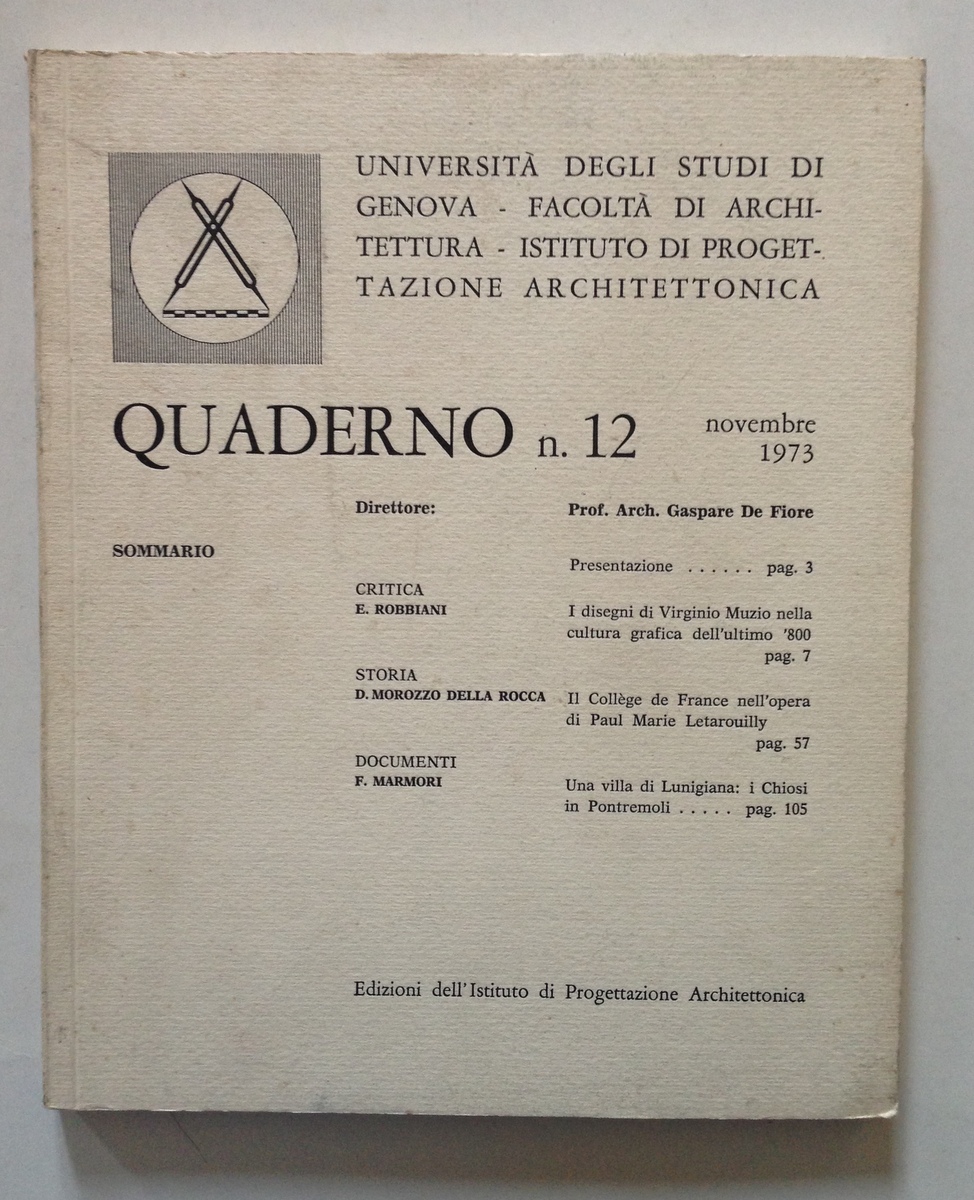 UNIVERSITÀ DEGLI STUDI DI
GENOVA - FACOLTÀ DI ARCHI-
TETTURA - ISTITUTO DI PROGET-
TAZIONE ARCHITETTONICA
QUADERNO n. 12
novembre
1973
Direttore: Prof. Arch. Gaspare De Fiore
SOMMARIO
Presentazione ...... pag. 3
CRITICA
E. ROBBIANI
I disegni di Virginio Muzio nella
cultura grafica dell'ultimo '800
pag. 7
STORIA
D. MOROZZO DELLA ROCCA
Il Collège de France nell'opera
di Paul Marie Letarouilly
pag. 57
DOCUMENTI
F. MARMORI
Una villa di Lunigiana: i Chiosi
in Pontremoli ..... pag. 105
Edizioni dell'Istituto di Progettazione Architettonica